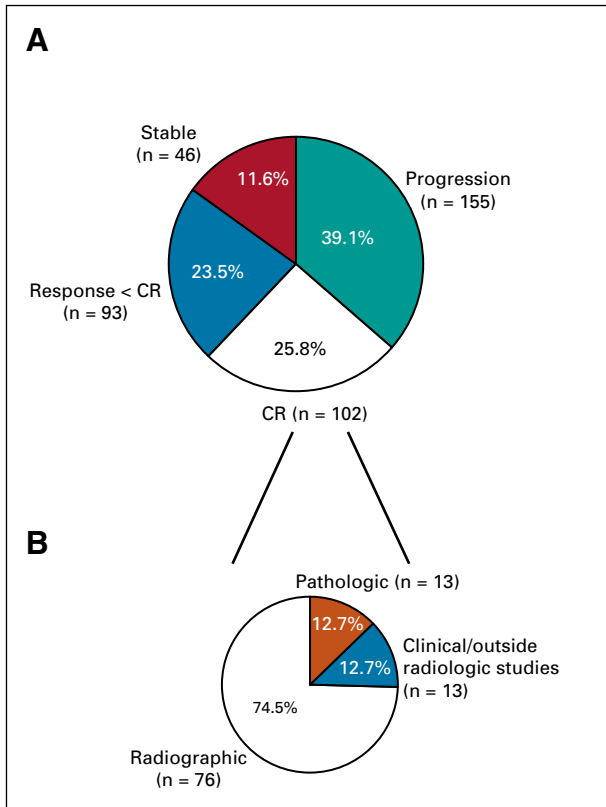 A
Stable
(n = 46)
11.6%
Progression
(n = 155)
39.1%
Response < CR
(n = 93)
23.5%
25.8%
CR (n = 102)
B
Pathologic (n = 13)
12.7%
Clinical/outside
radiologic studies
(n = 13)
12.7%
74.5%
Radiographic
(n = 76)